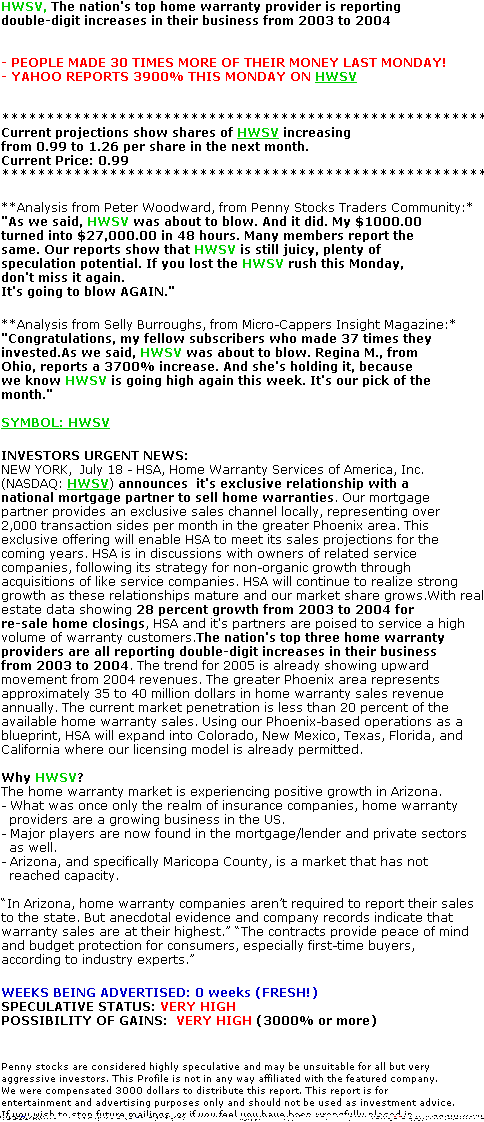 HWSV, The nation's top home warranty provider is reporting
double-digit increases in their business from 2003 to 2004
- PEOPLE MADE 30 TIMES MORE OF THEIR MONEY LAST MONDAY!
- YAHOO REPORTS 3900% THIS MONDAY ON HWSV
******************************************************
Current projections show shares of HWSV increasing
from 0.99 to 1.26 per share in the next month.
Current Price: 0.99
******************************************************
**Analysis from Peter Woodward, from Penny Stocks Traders Community:*
"As we said, HWSV was about to blow. And it did. My $1000.00
turned into $27,000.00 in 48 hours. Many members report the
same. Our reports show that HWSV is still juicy, plenty of
speculation potential. If you lost the HWSV rush this Monday,
don't miss it again.
It's going to blow AGAIN."
**Analysis from Selly Burroughs, from Micro-Cappers Insight Magazine:*
"Congratulations, my fellow subscribers who made 37 times they
invested.As we said, HWSV was about to blow. Regina M., from
Ohio, reports a 3700% increase. And she's holding it, because
we know HWSV is going high again this week. It's our pick of the
month."
SYMBOL: HWSV
INVESTORS URGENT NEWS:
NEW YORK,  July 18 - HSA, Home Warranty Services of America, Inc.
(NASDAQ: HWSV) announces  it's exclusive relationship with a
national mortgage partner to sell home warranties. Our mortgage
partner provides an exclusive sales channel locally, representing over
2,000 transaction sides per month in the greater Phoenix area. This
exclusive offering will enable HSA to meet its sales projections for the
coming years. HSA is in discussions with owners of related service
companies, following its strategy for non-organic growth through
acquisitions of like service companies. HSA will continue to realize strong
growth as these relationships mature and our market share grows.With real
estate data showing 28 percent growth from 2003 to 2004 for
re-sale home closings, HSA and it's partners are poised to service a high
volume of warranty customers.The nation's top three home warranty
providers are all reporting double-digit increases in their business
from 2003 to 2004. The trend for 2005 is already showing upward
movement from 2004 revenues. The greater Phoenix area represents
approximately 35 to 40 million dollars in home warranty sales revenue
annually. The current market penetration is less than 20 percent of the
available home warranty sales. Using our Phoenix-based operations as a
blueprint, HSA will expand into Colorado, New Mexico, Texas, Florida, and
California where our licensing model is already permitted.
Why HWSV?
The home warranty market is experiencing positive growth in Arizona.
- What was once only the realm of insurance companies, home warranty
providers are a growing business in the US.
- Major players are now found in the mortgage/lender and private sectors
as well.
- Arizona, and specifically Maricopa County, is a market that has not
reached capacity.
“In Arizona, home warranty companies aren’t required to report their sales
to the state. But anecdotal evidence and company records indicate that
warranty sales are at their highest.” “The contracts provide peace of mind
and budget protection for consumers, especially first-time buyers,
according to industry experts.”
WEEKS BEING ADVERTISED: 0 weeks (FRESH!)
SPECULATIVE STATUS: VERY HIGH
POSSIBILITY OF GAINS:  VERY HIGH (3000% or more)
Penny stocks are considered highly speculative and may be unsuitable for all but very
aggressive investors. This Profile is not in any way affiliated with the featured company.
We were compensated 3000 dollars to distribute this report. This report is for
entertainment and advertising purposes only and should not be used as investment advice.
If you wish to stop future mailings, or if you feel you have been wrongfully placed in